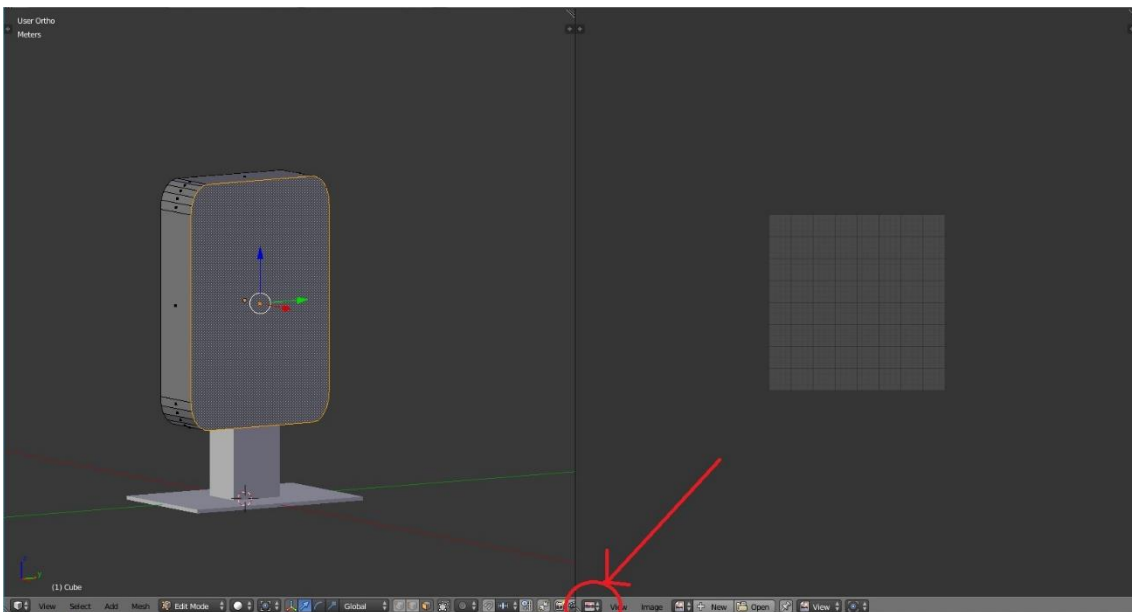 User Ortho
Meters
(1) Cube
View Select Add Mesh Edit Mode Global View Image New Open View